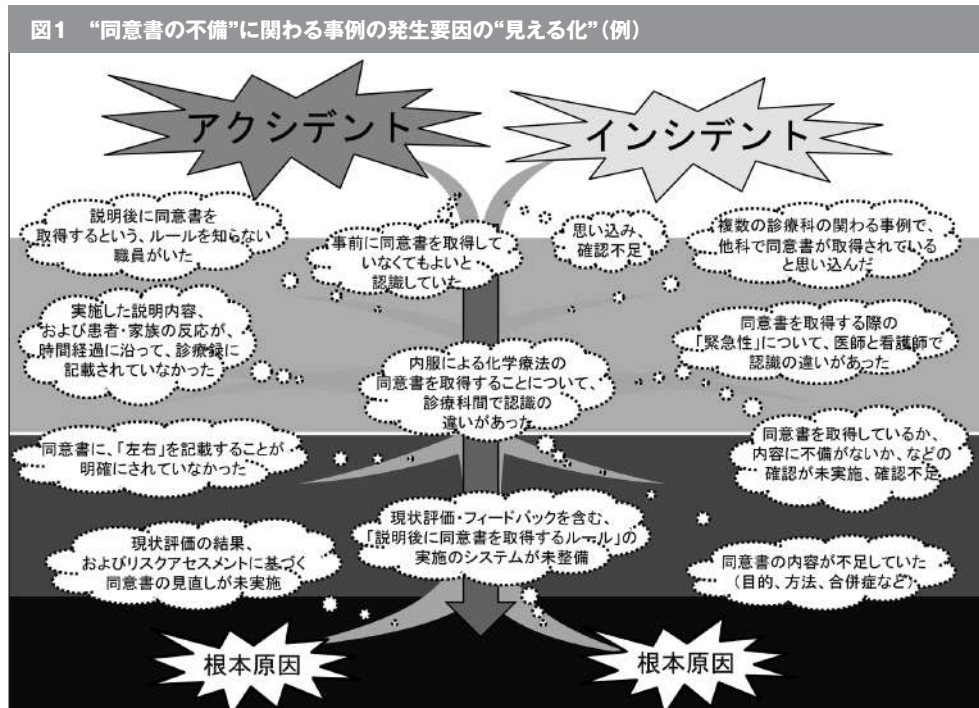 図1 “同意書の不備”に関わる事例の発生要因の“見える化”(例)
アクシデント
インシデント
説明後に同意書を
取得するという、ルールを知らない
職員がいた
事前に同意書を取得して
いなくてもよいと
認識していた
思い込み、
確認不足
複数の診療科の関わる事例で、
他科で同意書が取得されている
と思い込んだ
実施した説明内容、
および患者・家族の反応が、
時間経過に沿って、診療録に
記載されていなかった
内服による化学療法の
同意書を取得することについて、
診療科間で認識の
違いがあった
同意書を取得する際の
「緊急性」について、医師と看護師で
認識の違いがあった
同意書に、「左右」を記載することが
明確にされていなかった
同意書を取得しているか、
内容に不備がないか、などの
確認が未実施、確認不足
現状評価の結果、
およびリスクアセスメントに基づく
同意書の見直しが未実施
現状評価・フィードバックを含む、
「説明後に同意書を取得するルール」の
実施のシステムが未整備
同意書の内容が不足していた
(目的、方法、合併症など)
根本原因
根本原因